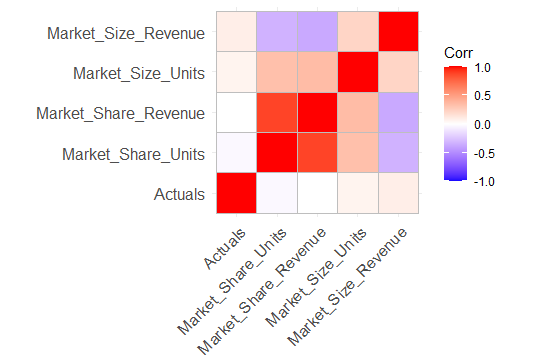 Market_Size_Revenue
Market_Size_Units
Market_Share_Revenue
Market_Share_Units
Actuals
Actuals
Market_Share_Units
Market_Share_Revenue
Market_Size_Units
Market_Size_Revenue
Corr
1.0
0.5
0.0
-0.5
-1.0